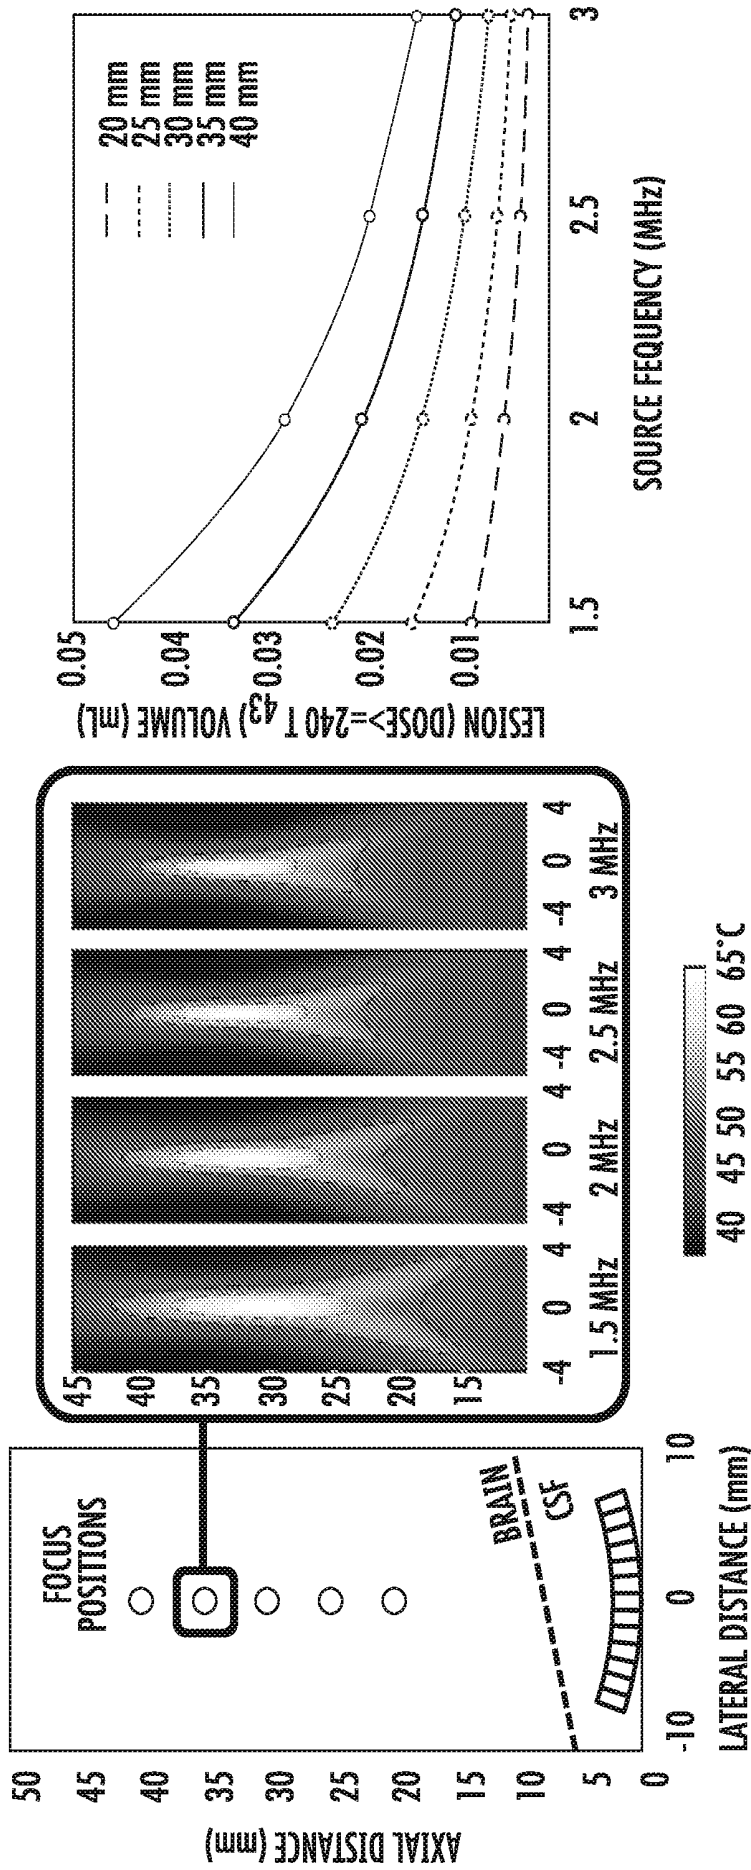 AXIAL DISTANCE (mm)
50
45
40
35
30
25
20
15
10
5
0
FOCUS
POSITIONS
BRAIN
CSF
-10 0 10
LATERAL DISTANCE (mm)
45
40
35
30
25
20
15
-4 0 4 -4 0 4 -4 0 4 -4 0 4
1.5 MHz 2 MHz 2.5 MHz 3 MHz
40 45 50 55 60 65°C
LESION (DOSE>=240 T 43) VOLUME (mL)
0.05
0.04
0.03
0.02
0.01
20 mm
25 mm
30 mm
35 mm
40 mm
1.5 2 2.5 3
SOURCE FEQUENCY (MHz)